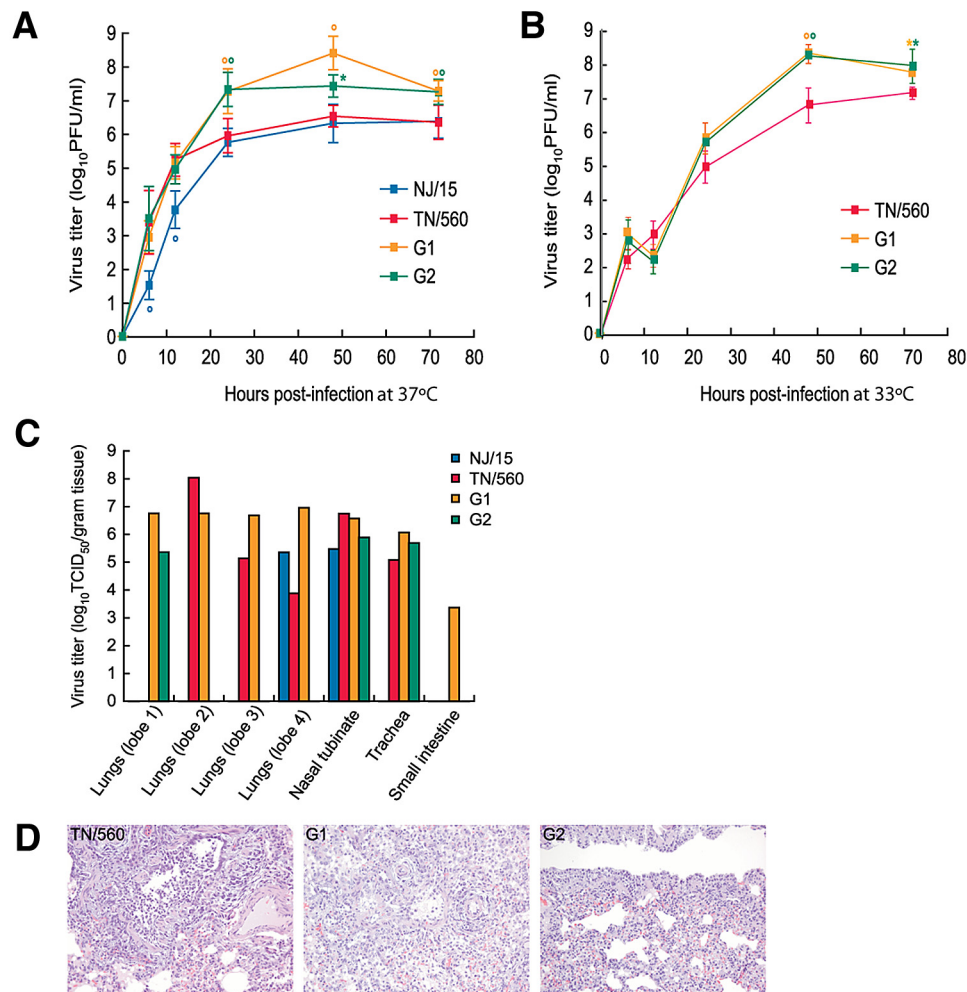 A
Virus titer (log10PFU/ml)
9
8
7
6
5
4
3
2
1
0
0 10 20 30 40 50 60 70 80
Hours post-infection at 37ºC
NJ/15
TN/560
G1
G2
B
Virus titer (log10PFU/ml)
9
8
7
6
5
4
3
2
1
0
0 10 20 30 40 50 60 70 80
Hours post-infection at 33ºC
TN/560
G1
G2
C
Virus titer (log10TCID50/gram tissue)
9
8
7
6
5
4
3
2
1
0
Lungs (lobe 1)
Lungs (lobe 2)
Lungs (lobe 3)
Lungs (lobe 4)
Nasal tubinate
Trachea
Small intestine
NJ/15
TN/560
G1
G2
D
TN/560
G1
G2